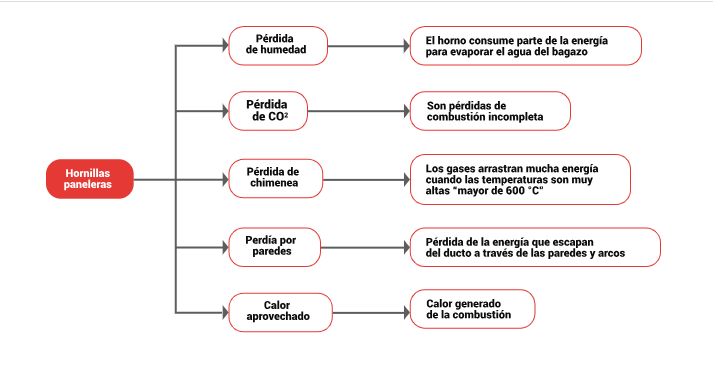 Hornillas
paneleras
Pérdida
de humedad
El horno consume parte de la energía
para evaporar el agua del bagazo
Pérdida
de CO²
Son pérdidas de
combustión incompleta
Pérdida de
chimenea
Los gases arrastran mucha energía
cuando las temperaturas son muy
altas “mayor de 600 °C”
Perdía por
paredes
Pérdida de la energía que escapan
del ducto a través de las paredes y arcos
Calor
aprovechado
Calor generado
de la combustión